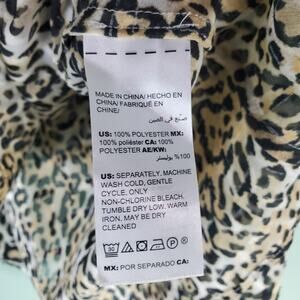 MADE IN CHINA/ HECHO EN
CHINA/ FABRIQUÉ EN
CHINE/
صنع في الصين
US: 100% POLYESTER MX:
100% poliéster CA: 100%
POLYESTER AE/KW:
100% بوليستر
US: SEPARATELY, MACHINE
WASH COLD, GENTLE
CYCLE, ONLY
NON-CHLORINE BLEACH,
TUMBLE DRY LOW, WARM
IRON, MAY BE DRY
CLEANED
MX: POR SEPARADO CA: